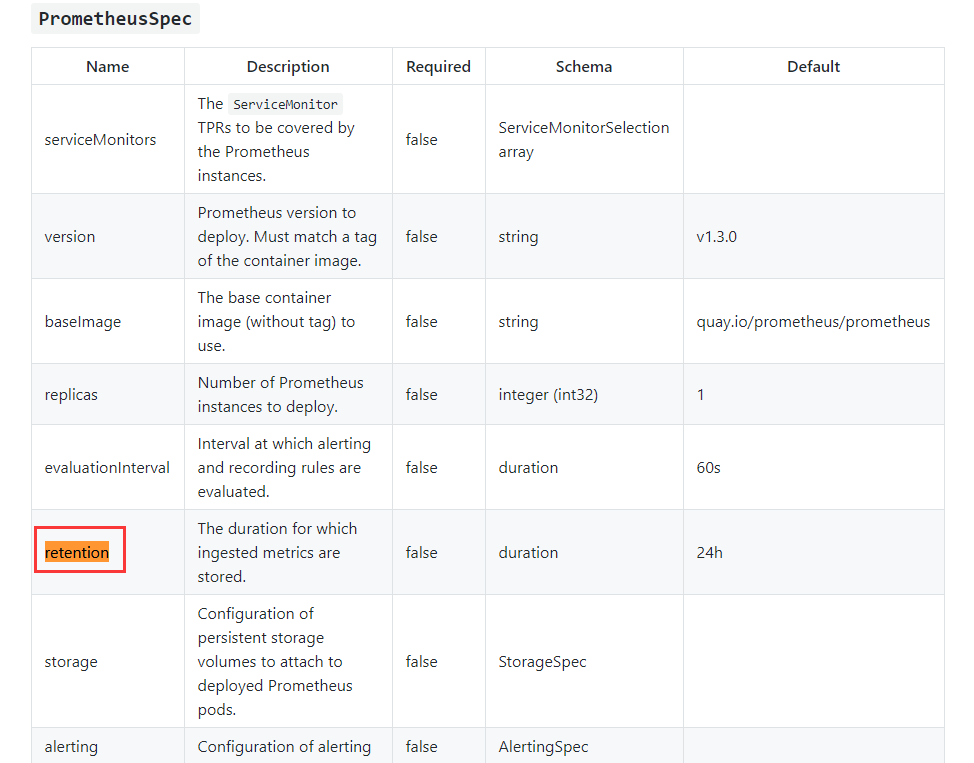 PrometheusSpec
Name Description Required Schema Default
serviceMonitors
The ServiceMonitor
TPRs to be covered by
the Prometheus
instances.
false
ServiceMonitorSelection
array
version
Prometheus version to
deploy. Must match a tag
of the container image.
false
string
v1.3.0
baseImage
The base container
image (without tag) to
use.
false
string
quay.io/prometheus/prometheus
replicas
Number of Prometheus
instances to deploy.
false
integer (int32)
1
evaluationInterval
Interval at which alerting
and recording rules are
evaluated.
false
duration
60s
retention
The duration for which
ingested metrics are
stored.
false
duration
24h
storage
Configuration of
persistent storage
volumes to attach to
deployed Prometheus
pods.
false
StorageSpec
alerting
Configuration of alerting
false
AlertingSpec